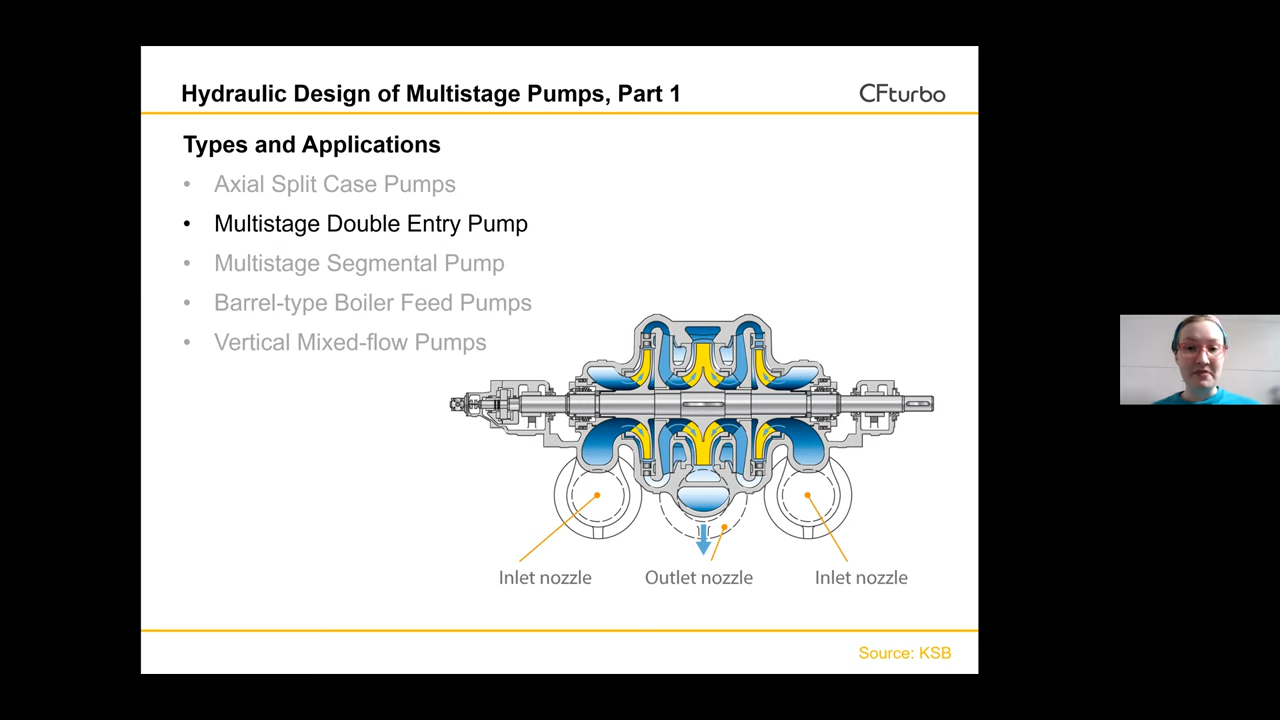 Hydraulic Design of Multistage Pumps, Part 1
CFturbo
Types and Applications
• Axial Split Case Pumps
• Multistage Double Entry Pump
• Multistage Segmental Pump
• Barrel-type Boiler Feed Pumps
• Vertical Mixed-flow Pumps
Inlet nozzle
Outlet nozzle
Inlet nozzle
Source: KSB